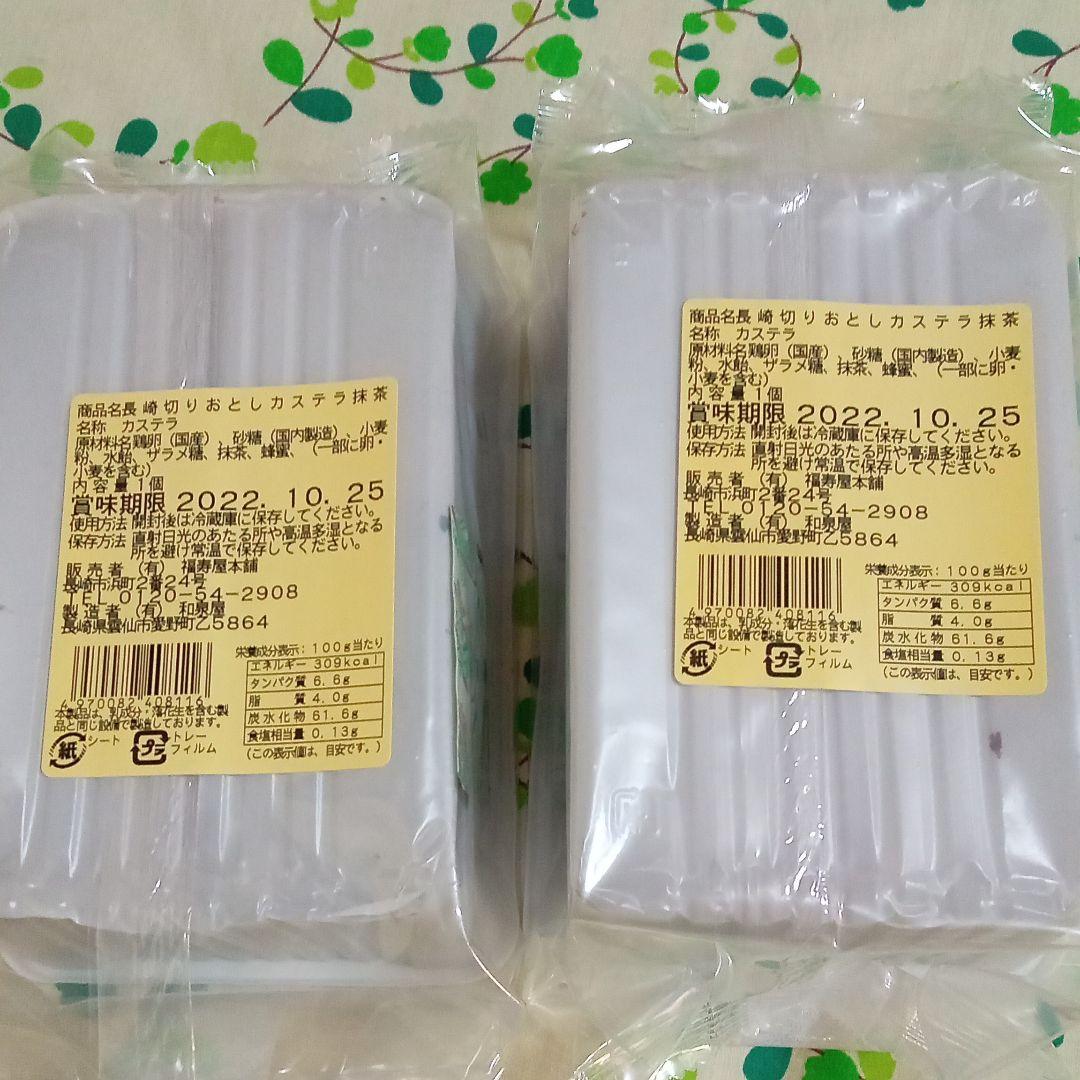 商品名長崎切りおとしカステラ抹茶
名称 カステラ
原材料名鶏卵(国産)、砂糖(国内製造)、小麦
粉、水飴、ザラメ糖、抹茶、蜂蜜、(一部に卵・
小麦を含む)
内容量1個
賞味期限 2022. 10. 25
使用方法 開封後は冷蔵庫に保存してください。
保存方法 直射日光のあたる所や高温多湿となる
所を避け常温で保存してください。
販売者 (有) 福寿屋本舗
長崎市浜町2番24号
TEL 0120-54-2908
製造者 (有) 和泉屋
長崎県雲仙市愛野町乙5864
栄養成分表示:100g当たり
エネルギー 309kcal
タンパク質 6.6g
脂質 4.0g
炭水化物 61.6g
食塩相当量 0.13g
(この表示値は、目安です。)
4970082408116
本製品は、乳成分・落花生を含む製
品と同じ設備で製造しております。
紙 シート
プラ トレー
フィルム
商品名長崎切りおとしカステラ抹茶
名称 カステラ
原材料名鶏卵(国産)、砂糖(国内製造)、小麦
粉、水飴、ザラメ糖、抹茶、蜂蜜、(一部に卵・
小麦を含む)
内容量1個
賞味期限 2022. 10. 25
使用方法 開封後は冷蔵庫に保存してください。
保存方法 直射日光のあたる所や高温多湿となる
所を避け常温で保存してください。
販売者 (有) 福寿屋本舗
長崎市浜町2番24号
TEL 0120-54-2908
製造者 (有) 和泉屋
長崎県雲仙市愛野町乙5864
栄養成分表示:100g当たり
エネルギー 309kcal
タンパク質 6.6g
脂質 4.0g
炭水化物 61.6g
食塩相当量 0.13g
(この表示値は、目安です。)
4970082408116
本製品は、乳成分・落花生を含む製
品と同じ設備で製造しております。
紙 シート
プラ トレー
フィルム